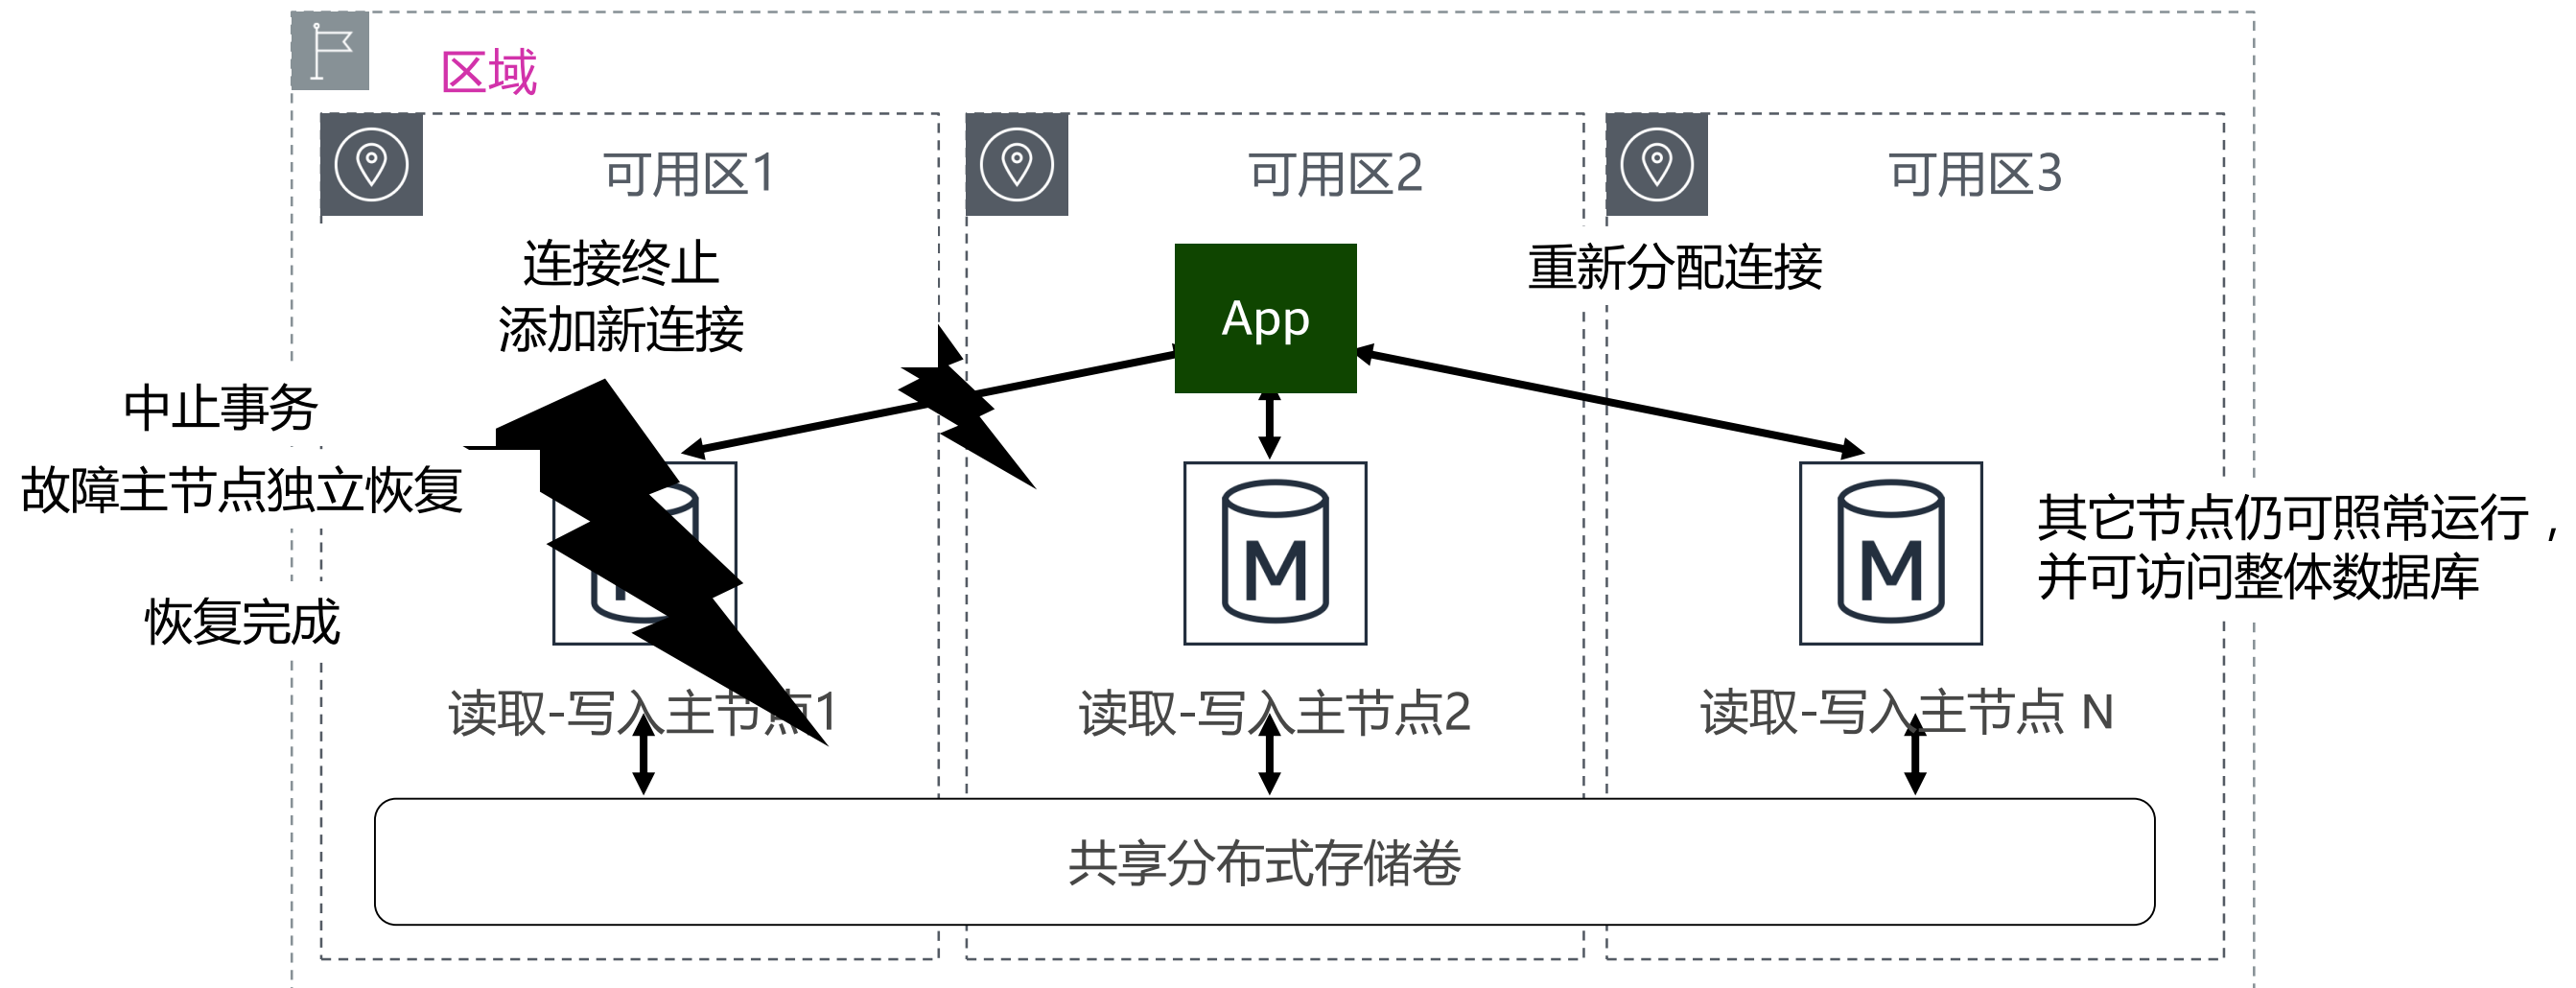 区域
可用区1
可用区2
可用区3
连接终止
添加新连接
App
重新分配连接
中止事务
故障主节点独立恢复
恢复完成
M
M
其它节点仍可照常运行，
并可访问整体数据库
读取-写入主节点1
读取-写入主节点2
读取-写入主节点 N
共享分布式存储卷